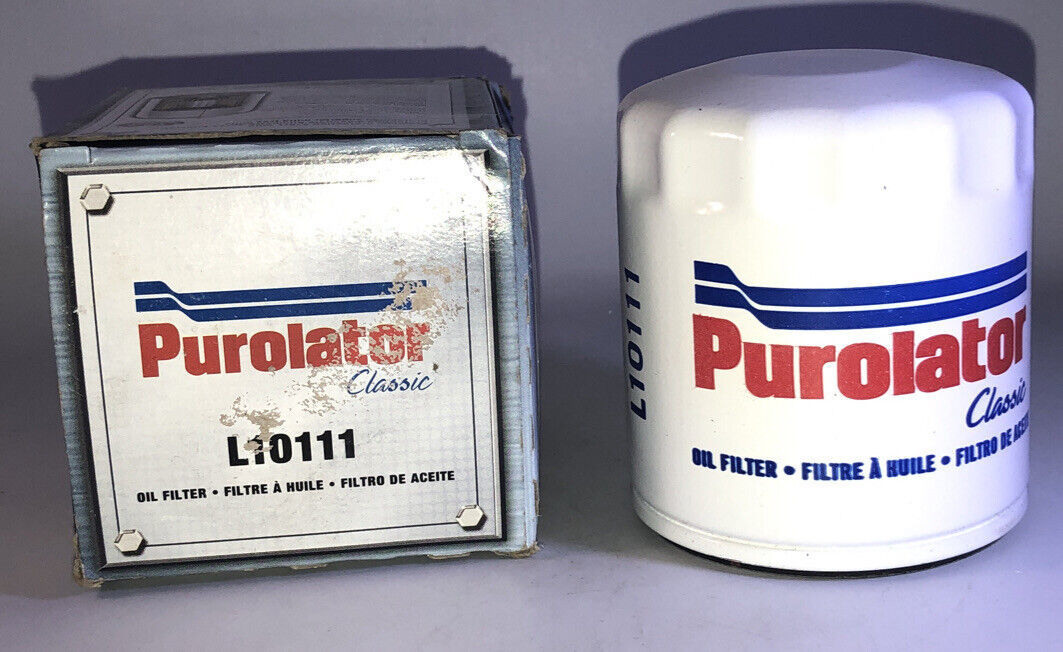 Purolator
Classic
L10111
OIL FILTER • FILTRE À HUILE • FILTRO DE ACEITE
L10111
Purolator
Classic
OIL FILTER • FILTRE À HUILE • FILTRO DE ACEITE